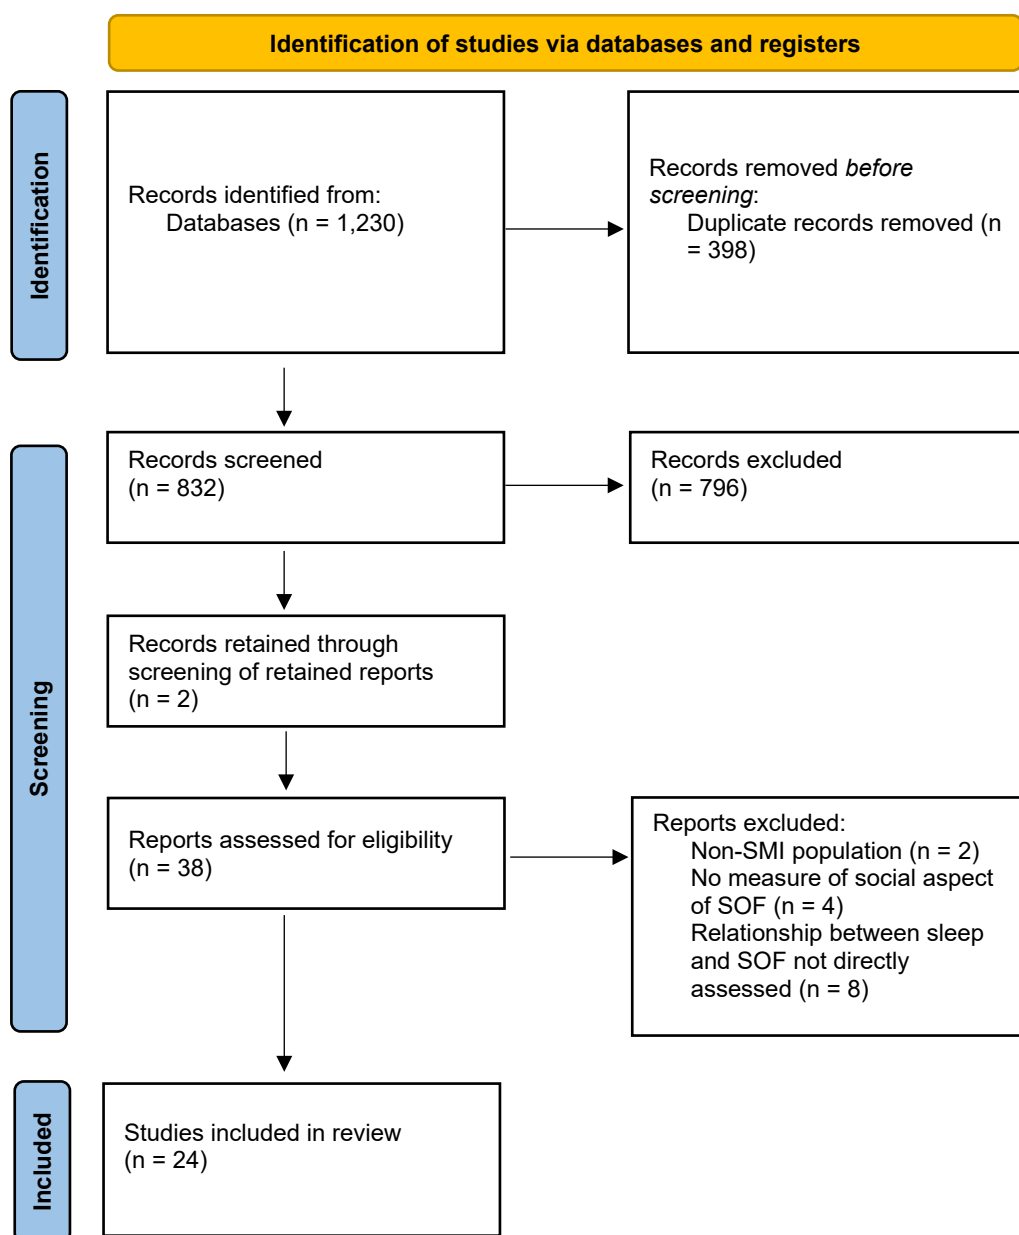 Identification of studies via databases and registers
Identification
Records identified from:
Databases (n = 1,230)
Records removed before
screening:
Duplicate records removed (n
= 398)
Screening
Records screened
(n = 832)
Records excluded
(n = 796)
Records retained through
screening of retained reports
(n = 2)
Reports assessed for eligibility
(n = 38)
Reports excluded:
Non-SMI population (n = 2)
No measure of social aspect
of SOF (n = 4)
Relationship between sleep
and SOF not directly
assessed (n = 8)
Included
Studies included in review
(n = 24)